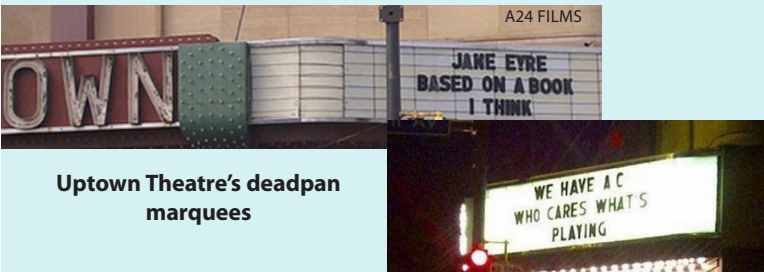 A24 FILMS
OWN
JANE EYRE
BASED ON A BOOK
I THINK
Uptown Theatre's deadpan
marquees
WE HAVE A C
WHO CARES WHAT'S
PLAYING